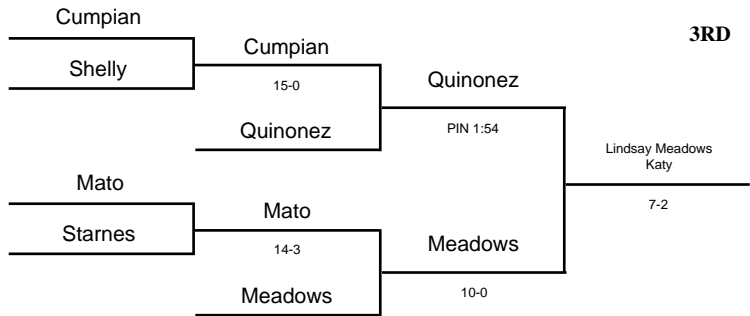 Cumpian
3RD
Shelly
Cumpian
15-0
Quinonez
Quinonez
PIN 1:54
Lindsay Meadows
Katy
7-2
Mato
Starnes
Mato
14-3
Meadows
Meadows
10-0